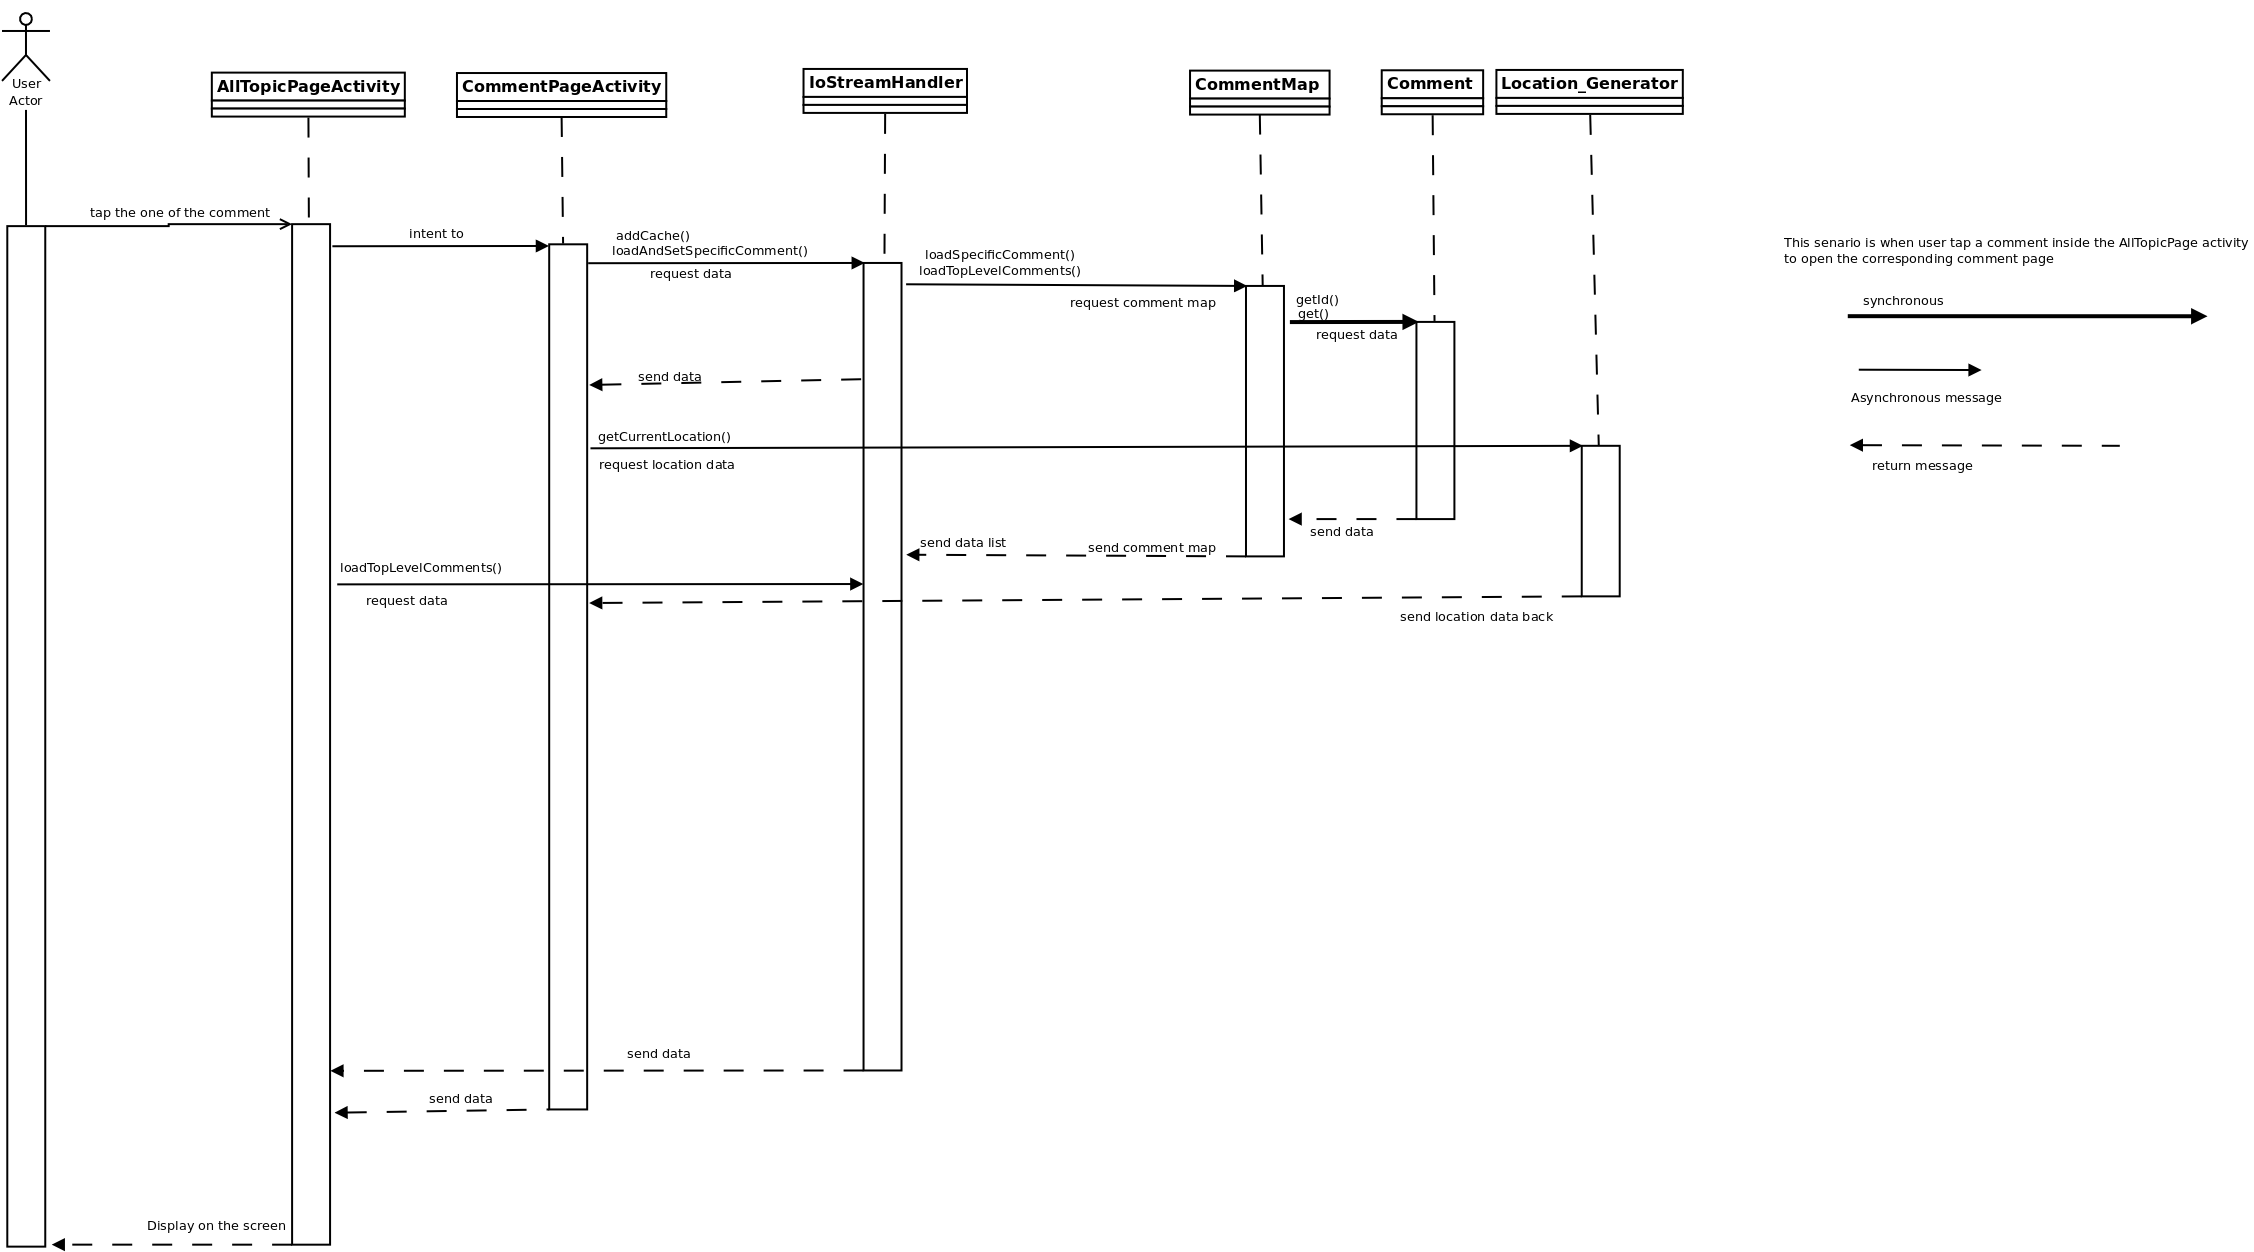 User
Actor
AllTopicPageActivity
CommentPageActivity
IoStreamHandler
CommentMap
Comment
Location_Generator
tap the one of the comment
intent to
addCache()
loadAndSetSpecificComment()
request data
loadSpecificComment()
loadTopLevelComments()
request comment map
getId()
get()
request data
This senario is when user tap a comment inside the AllTopicPage activity
to open the corresponding comment page
synchronous
Asynchronous message
return message
send data
getCurrentLocation()
request location data
send data
send data list
send comment map
loadTopLevelComments()
request data
send location data back
send data
send data
Display on the screen